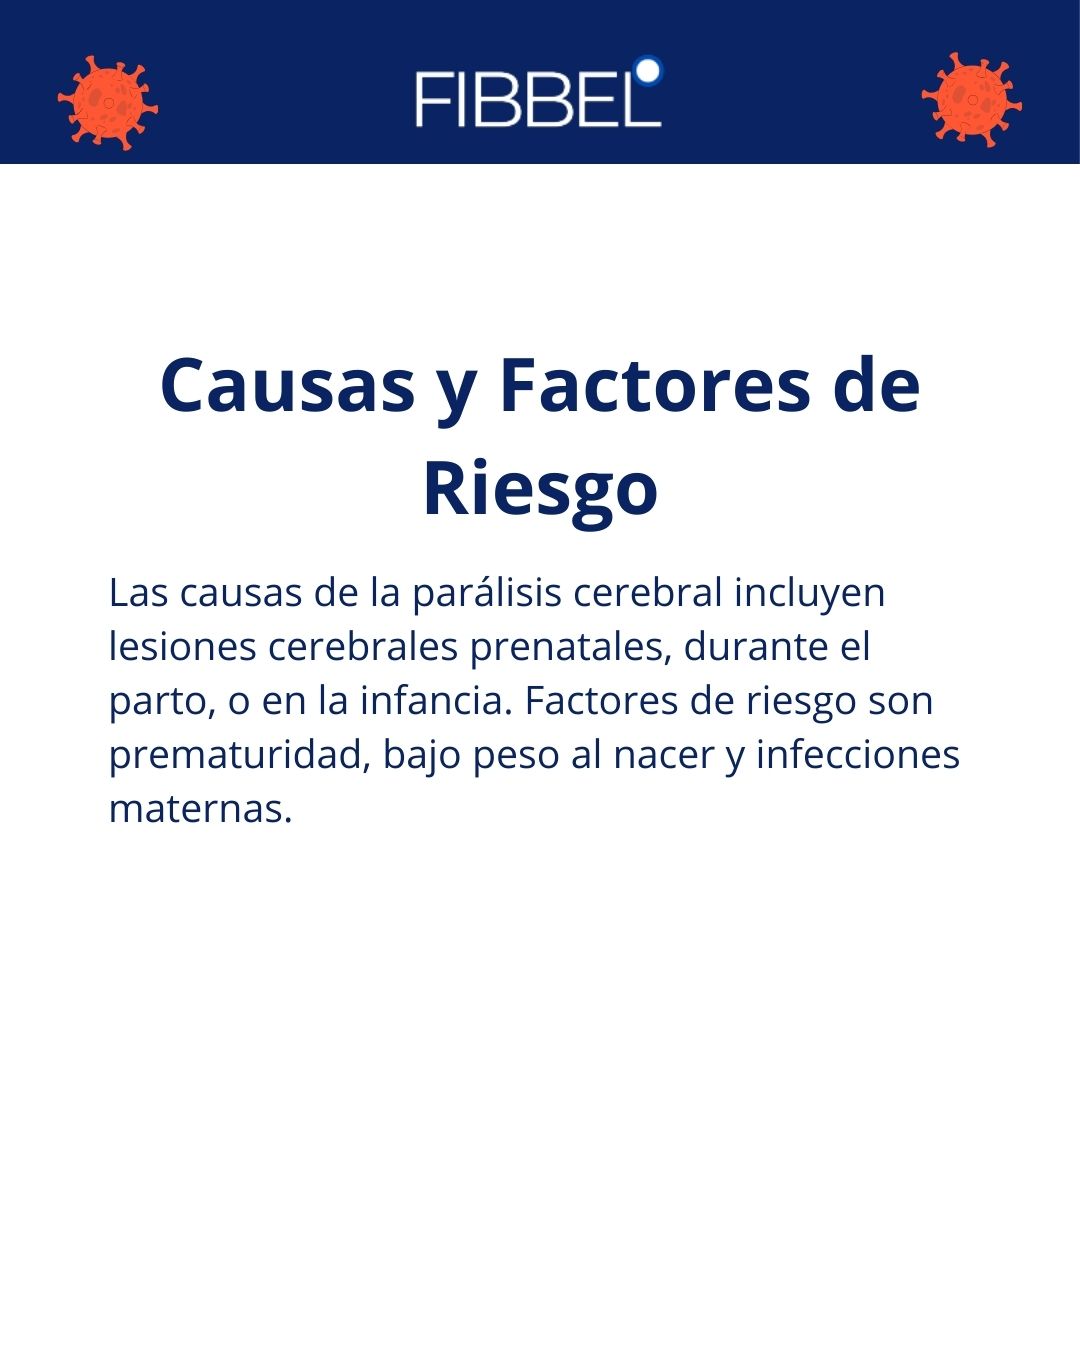 FIBBEL
Causas y Factores de
Riesgo
Las causas de la parálisis cerebral incluyen
lesiones cerebrales prenatales, durante el
parto, o en la infancia. Factores de riesgo son
prematuridad, bajo peso al nacer y infecciones
maternas.